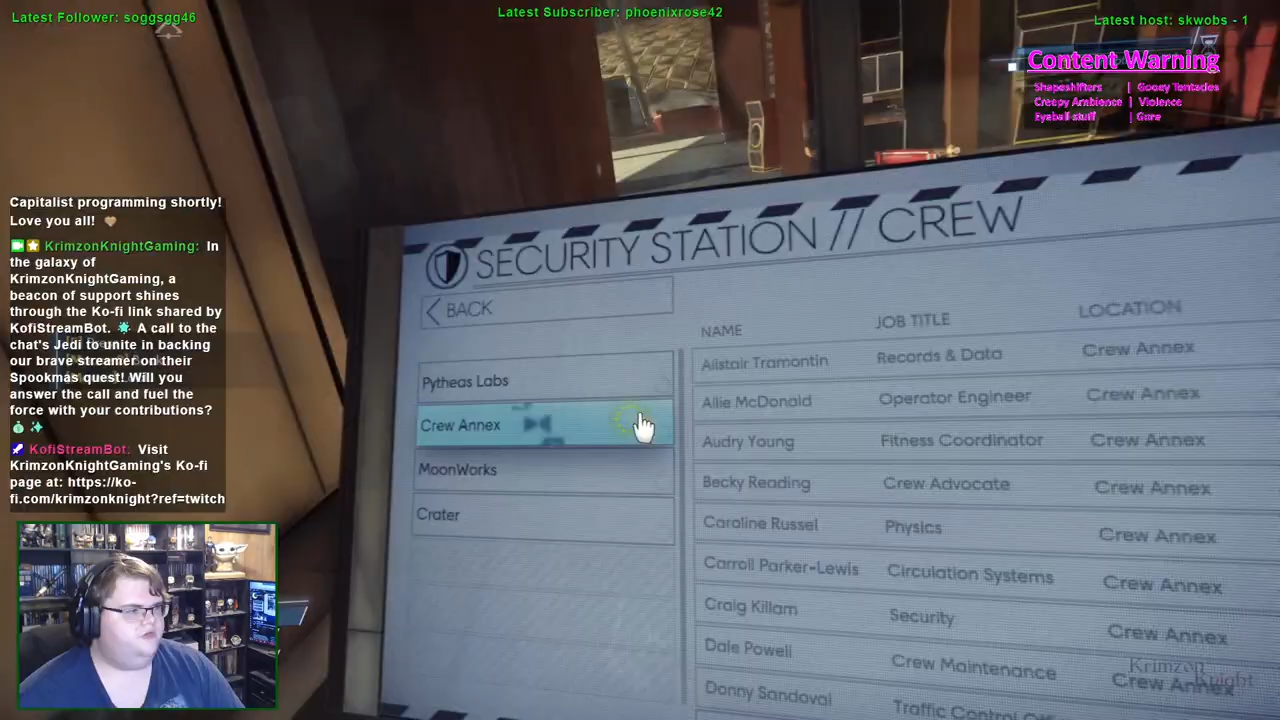 Latest Follower: soggsgg46
Latest Subscriber: phoenixrose42
Latest host: skwobs - 1
Content Warning
Shapeshifters | Gooey Tentacles
Creepy Ambience | Violence
Eyeball stuff | Gore
Capitalist programming shortly!
Love you all!
KrimzonKnightGaming: In
the galaxy of
KrimzonKnightGaming, a
beacon of support shines
through the Ko-fi link shared by
KofiStreamBot. A call to the
chat's Jedi to unite in backing
our brave streamer on their
Spookmas quest! Will you
answer the call and fuel the
force with your contributions?
KofiStreamBot: Visit
KrimzonKnightGaming's Ko-fi
page at: https://ko-
fi.com/krimzonknight?ref=twitch
SECURITY STATION // CREW
BACK
Pytheas Labs
Crew Annex
MoonWorks
Crater
NAME JOB TITLE LOCATION
Alistair Tramontin Records & Data Crew Annex
Allie McDonald Operator Engineer Crew Annex
Audry Young Fitness Coordinator Crew Annex
Becky Reading Crew Advocate Crew Annex
Caroline Russel Physics Crew Annex
Carroll Parker-Lewis Circulation Systems Crew Annex
Craig Killam Security Crew Annex
Dale Powell Crew Maintenance Crew Annex
Donny Sandoval Traffic Control
Krimzon
Knight